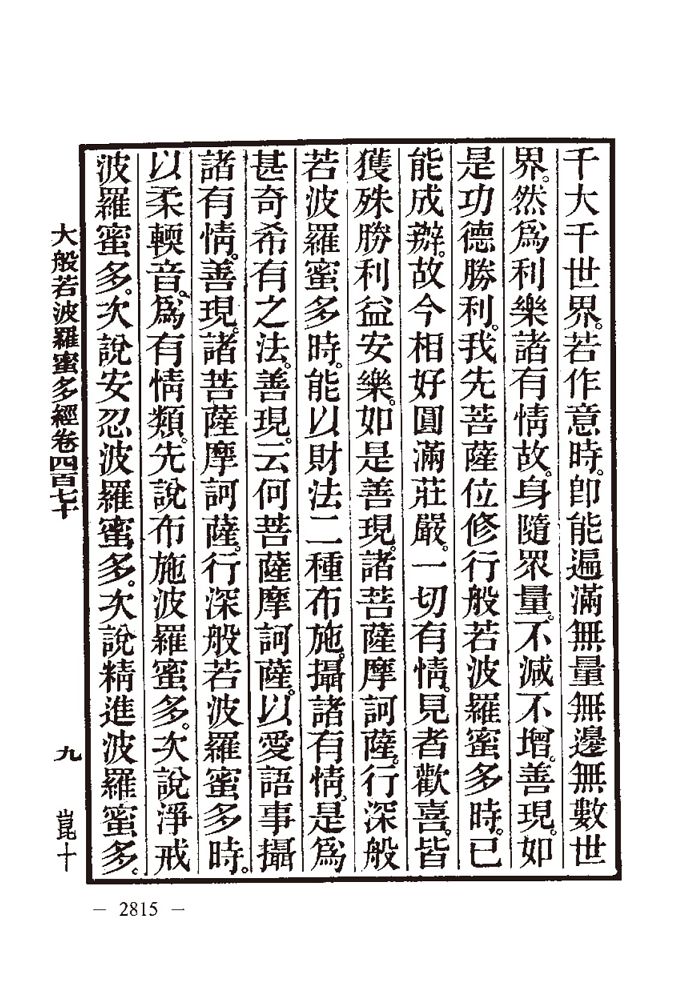 千大千世界。若作意時。卽能遍滿無量無邊無數世
界。然爲利樂諸有情故。身隨眾量。不減不增。善現。如
是功德勝利。我先菩薩位修行般若波羅蜜多時。已
能成辦。故今相好圓滿莊嚴。一切有情。見者歡喜。皆
獲殊勝利益安樂。如是善現。諸菩薩摩訶薩。行深般
若波羅蜜多時。能以財法二種布施。攝諸有情。是爲
甚奇希有之法。善現。云何菩薩摩訶薩。以愛語事攝
諸有情。善現。諸菩薩摩訶薩。行深般若波羅蜜多時。
以柔輭音。爲有情類。先說布施波羅蜜多。次說淨戒
波羅蜜多。次說安忍波羅蜜多。次說精進波羅蜜多。
大般若波羅蜜多經卷四百七十
九
崑十
— 2815 —